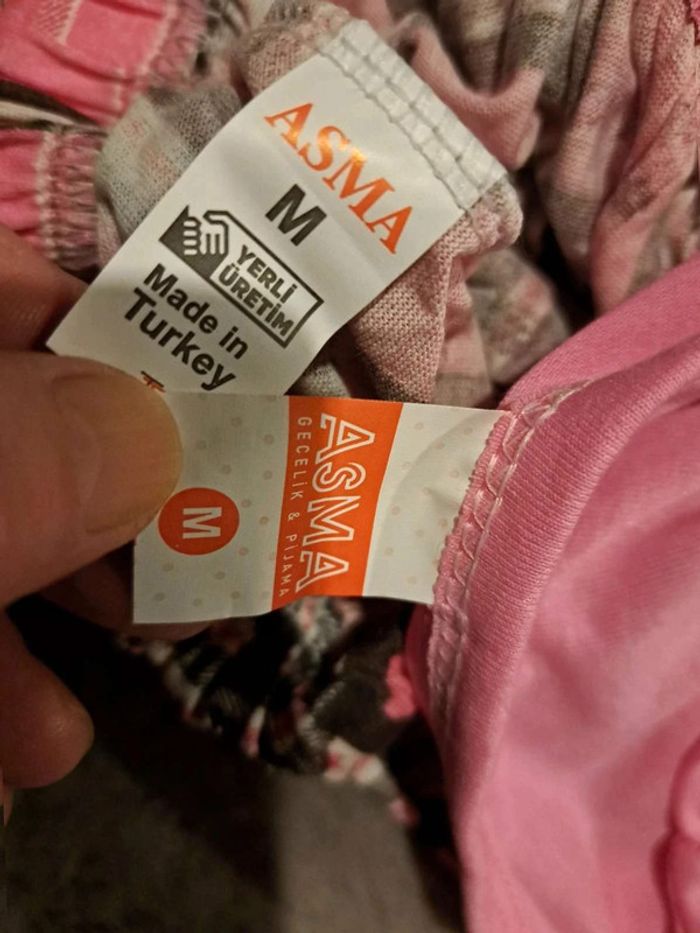 ASMA
M
YERLİ
ÜRETİM
Made in
Turkey
ASMA
GECELİK & PİJAMA
M